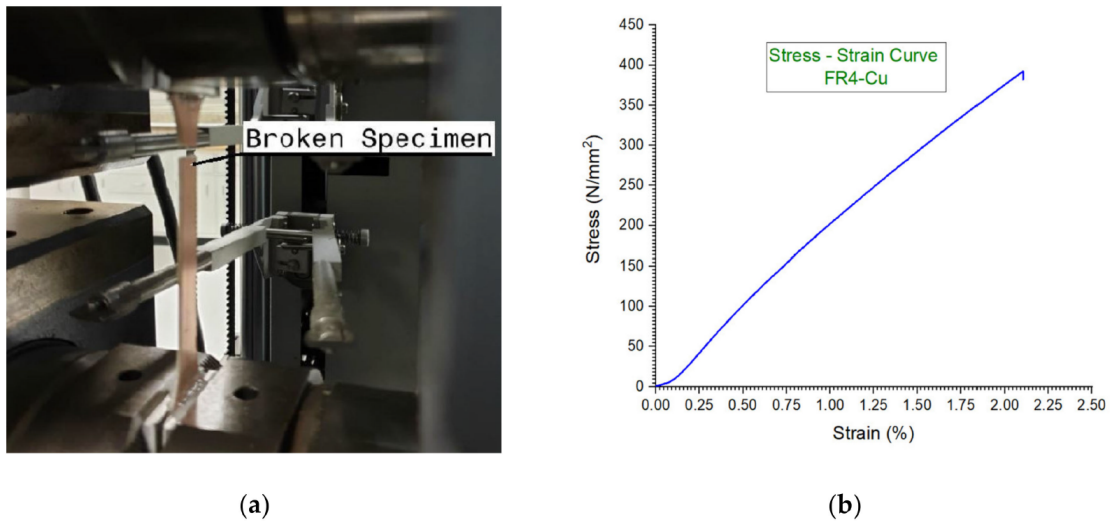 Broken Specimen
Stress - Strain Curve
FR4-Cu
450
400
350
300
250
200
150
100
50
0
Stress (N/mm²)
0.00 0.25 0.50 0.75 1.00 1.25 1.50 1.75 2.00 2.25 2.50
Strain (%)
(a)
(b)